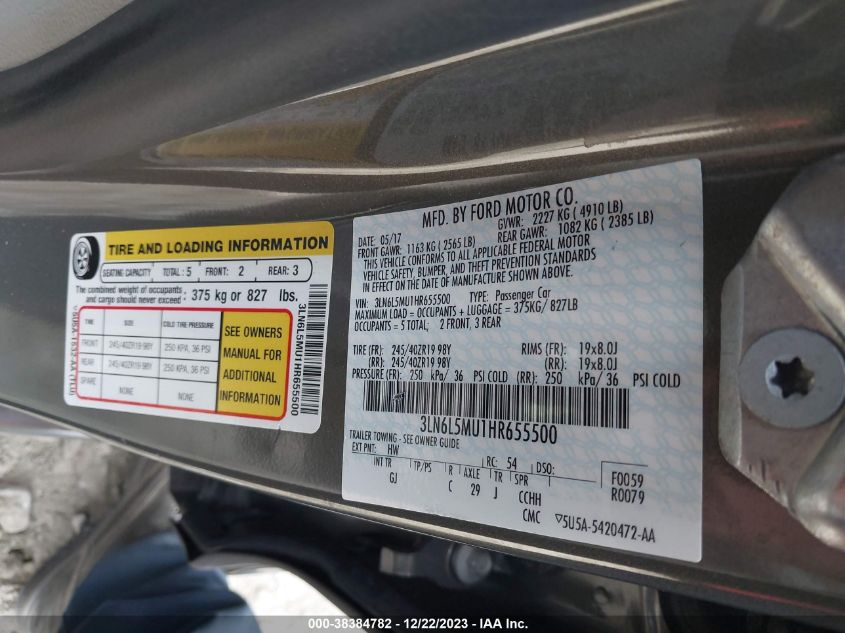 TIRE AND LOADING INFORMATION
SEATING CAPACITY TOTAL: 5 FRONT: 2 REAR: 3
The combined weight of occupants and cargo should never exceed : 375 kg or 827 lbs.
TIRE SIZE COLD TIRE PRESSURE
FRONT 245/40ZR19 98Y 250 KPA, 36 PSI
REAR 245/40ZR19 98Y 250 KPA, 36 PSI
SPARE NONE NONE
SEE OWNERS
MANUAL FOR
ADDITIONAL
INFORMATION
5U5A-1532-AA (TLU)
3LN6L5MU1HR655500
MFD. BY FORD MOTOR CO.
DATE: 05/17 GVWR: 2227 KG ( 4910 LB)
FRONT GAWR: 1163 KG ( 2565 LB) REAR GAWR: 1082 KG ( 2385 LB)
THIS VEHICLE CONFORMS TO ALL APPLICABLE FEDERAL MOTOR
VEHICLE SAFETY, BUMPER, AND THEFT PREVENTION STANDARDS
IN EFFECT ON THE DATE OF MANUFACTURE SHOWN ABOVE.
VIN: 3LN6L5MU1HR655500 TYPE: Passenger Car
MAXIMUM LOAD = OCCUPANTS + LUGGAGE = 375KG/ 827LB
OCCUPANTS = 5 TOTAL, 2 FRONT, 3 REAR
TIRE (FR): 245/40ZR19 98Y RIMS (FR): 19x8.0J
(RR): 245/40ZR19 98Y (RR): 19x8.0J
PRESSURE (FR): 250 kPa/ 36 PSI COLD (RR): 250 kPa/ 36 PSI COLD
3LN6L5MU1HR655500
TRAILER TOWING - SEE OWNER GUIDE
EXT PNT: HW RC: 54 DSO:
INT TR TP/PS R AXLE TR SPR F0059
GJ C 29 J CCHH R0079
CMC 5U5A-5420472-AA
000-38384782 - 12/22/2023 - IAAI.com